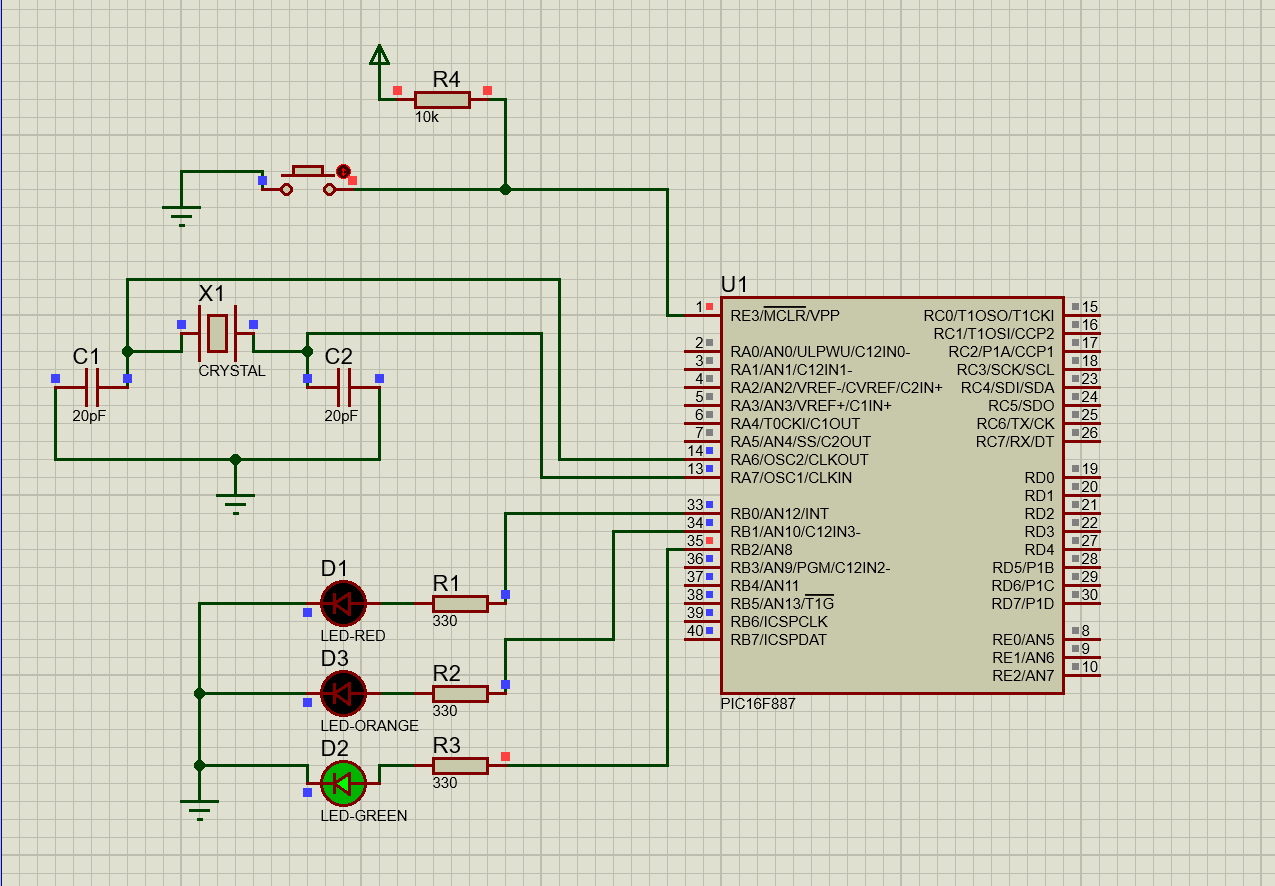 R4
10k
U1
X1
CRYSTAL
C1
20pF
C2
20pF
1 RE3/MCLR/VPP RC0/T1OSO/T1CKI 15
RC1/T1OSI/CCP2 16
2 RA0/AN0/ULPWU/C12IN0- RC2/P1A/CCP1 17
3 RA1/AN1/C12IN1- RC3/SCK/SCL 18
4 RA2/AN2/VREF-/CVREF/C2IN+ RC4/SDI/SDA 23
5 RA3/AN3/VREF+/C1IN+ RC5/SDO 24
6 RA4/T0CKI/C1OUT RC6/TX/CK 25
7 RA5/AN4/SS/C2OUT RC7/RX/DT 26
14 RA6/OSC2/CLKOUT
13 RA7/OSC1/CLKIN RD0 19
RD1 20
33 RB0/AN12/INT RD2 21
34 RB1/AN10/C12IN3- RD3 22
35 RB2/AN8 RD4 27
36 RB3/AN9/PGM/C12IN2- RD5/P1B 28
37 RB4/AN11 RD6/P1C 29
38 RB5/AN13/T1G RD7/P1D 30
39 RB6/ICSPCLK
40 RB7/ICSPDAT RE0/AN5 8
RE1/AN6 9
RE2/AN7 10
PIC16F887
D1
LED-RED
R1
330
D3
LED-ORANGE
R2
330
D2
LED-GREEN
R3
330